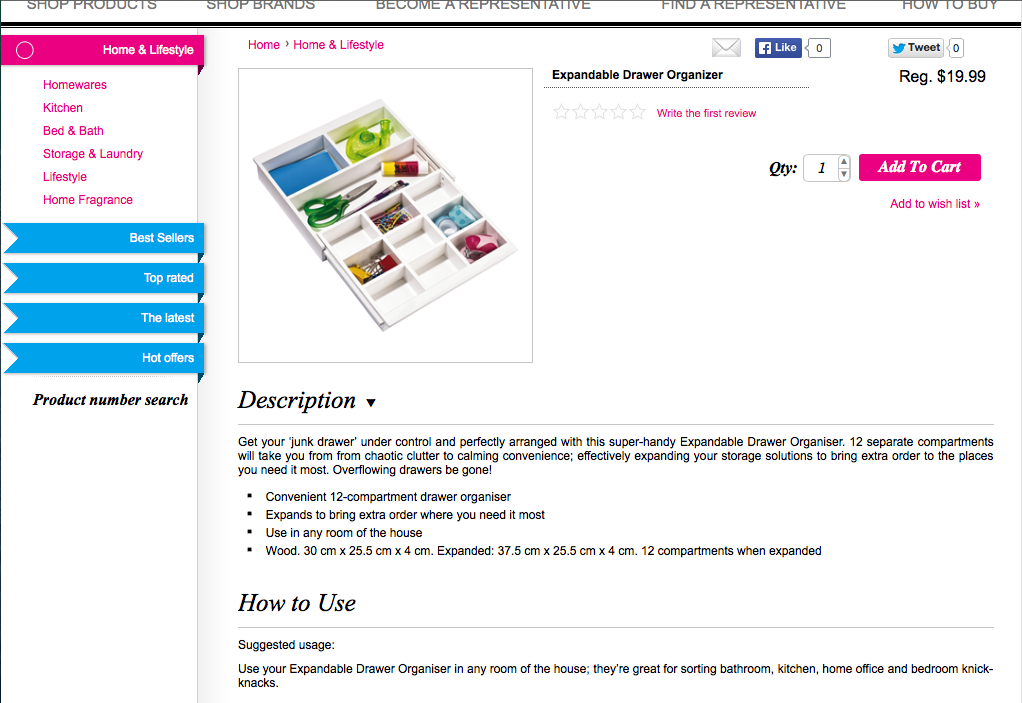 SHOP PRODUCTS SHOP BRANDS BECOME A REPRESENTATIVE FIND A REPRESENTATIVE HOW TO BUY
Home & Lifestyle
Homewares
Kitchen
Bed & Bath
Storage & Laundry
Lifestyle
Home Fragrance
Best Sellers
Top rated
The latest
Hot offers
Product number search
Home › Home & Lifestyle
Like 0
Tweet 0
Expandable Drawer Organizer
Reg. $19.99
Write the first review
Qty: 1 Add To Cart
Add to wish list »
Description ▼
Get your 'junk drawer' under control and perfectly arranged with this super-handy Expandable Drawer Organiser. 12 separate compartments
will take you from from chaotic clutter to calming convenience; effectively expanding your storage solutions to bring extra order to the places
you need it most. Overflowing drawers be gone!
▪ Convenient 12-compartment drawer organiser
▪ Expands to bring extra order where you need it most
▪ Use in any room of the house
▪ Wood. 30 cm x 25.5 cm x 4 cm. Expanded: 37.5 cm x 25.5 cm x 4 cm. 12 compartments when expanded
How to Use
Suggested usage:
Use your Expandable Drawer Organiser in any room of the house; they're great for sorting bathroom, kitchen, home office and bedroom knick-
knacks.